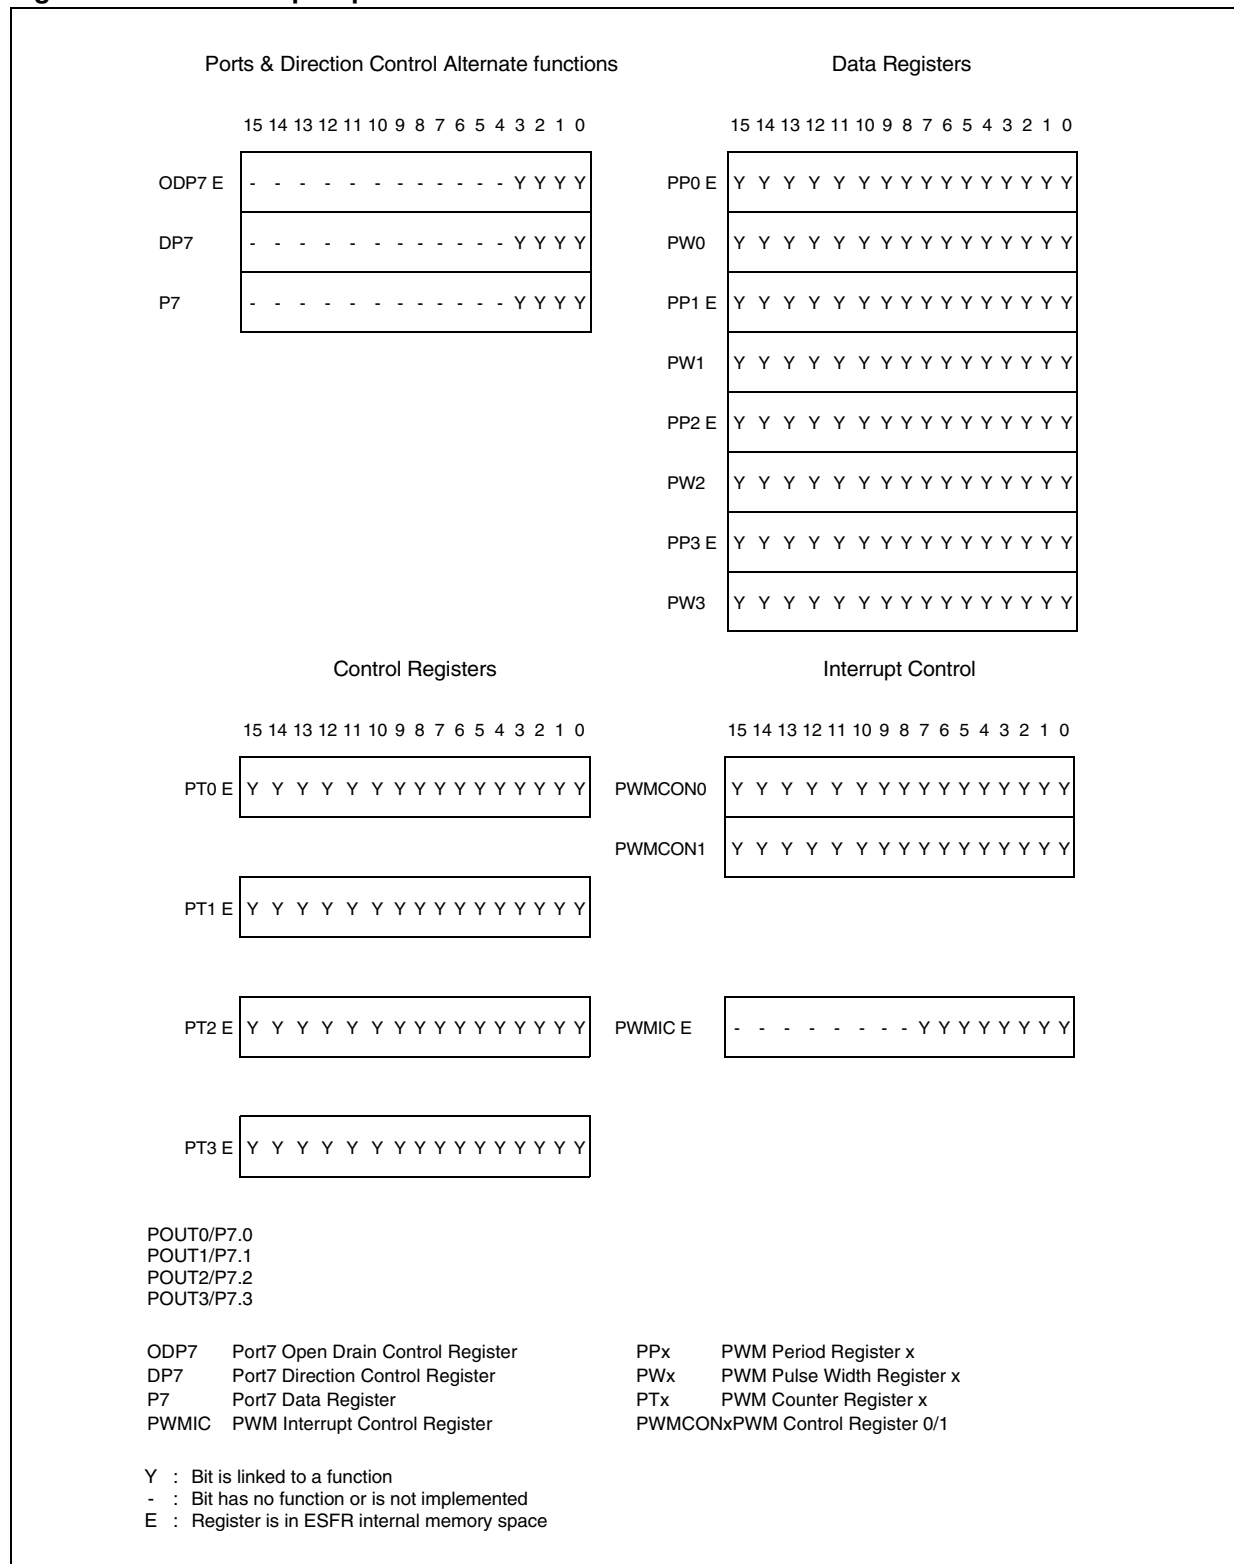 Ports & Direction Control Alternate functions
15 14 13 12 11 10 9 8 7 6 5 4 3 2 1 0
ODP7 E - - - - - - - - - - - - Y Y Y Y
DP7 - - - - - - - - - - - - Y Y Y Y
P7 - - - - - - - - - - - - Y Y Y Y
Data Registers
15 14 13 12 11 10 9 8 7 6 5 4 3 2 1 0
PP0 E Y Y Y Y Y Y Y Y Y Y Y Y Y Y Y Y
PW0 Y Y Y Y Y Y Y Y Y Y Y Y Y Y Y Y
PP1 E Y Y Y Y Y Y Y Y Y Y Y Y Y Y Y Y
PW1 Y Y Y Y Y Y Y Y Y Y Y Y Y Y Y Y
PP2 E Y Y Y Y Y Y Y Y Y Y Y Y Y Y Y Y
PW2 Y Y Y Y Y Y Y Y Y Y Y Y Y Y Y Y
PP3 E Y Y Y Y Y Y Y Y Y Y Y Y Y Y Y Y
PW3 Y Y Y Y Y Y Y Y Y Y Y Y Y Y Y Y
Control Registers
15 14 13 12 11 10 9 8 7 6 5 4 3 2 1 0
PT0 E Y Y Y Y Y Y Y Y Y Y Y Y Y Y Y Y
PT1 E Y Y Y Y Y Y Y Y Y Y Y Y Y Y Y Y
PT2 E Y Y Y Y Y Y Y Y Y Y Y Y Y Y Y Y
PT3 E Y Y Y Y Y Y Y Y Y Y Y Y Y Y Y Y
Interrupt Control
15 14 13 12 11 10 9 8 7 6 5 4 3 2 1 0
PWMCON0 Y Y Y Y Y Y Y Y Y Y Y Y Y Y Y Y
PWMCON1 Y Y Y Y Y Y Y Y Y Y Y Y Y Y Y Y
PWMIC E - - - - - - - - Y Y Y Y Y Y Y Y
POUT0/P7.0
POUT1/P7.1
POUT2/P7.2
POUT3/P7.3
ODP7 Port7 Open Drain Control Register
DP7 Port7 Direction Control Register
P7 Port7 Data Register
PWMIC PWM Interrupt Control Register
PPx PWM Period Register x
PWx PWM Pulse Width Register x
PTx PWM Counter Register x
PWMCONxPWM Control Register 0/1
Y : Bit is linked to a function
- : Bit has no function or is not implemented
E : Register is in ESFR internal memory space